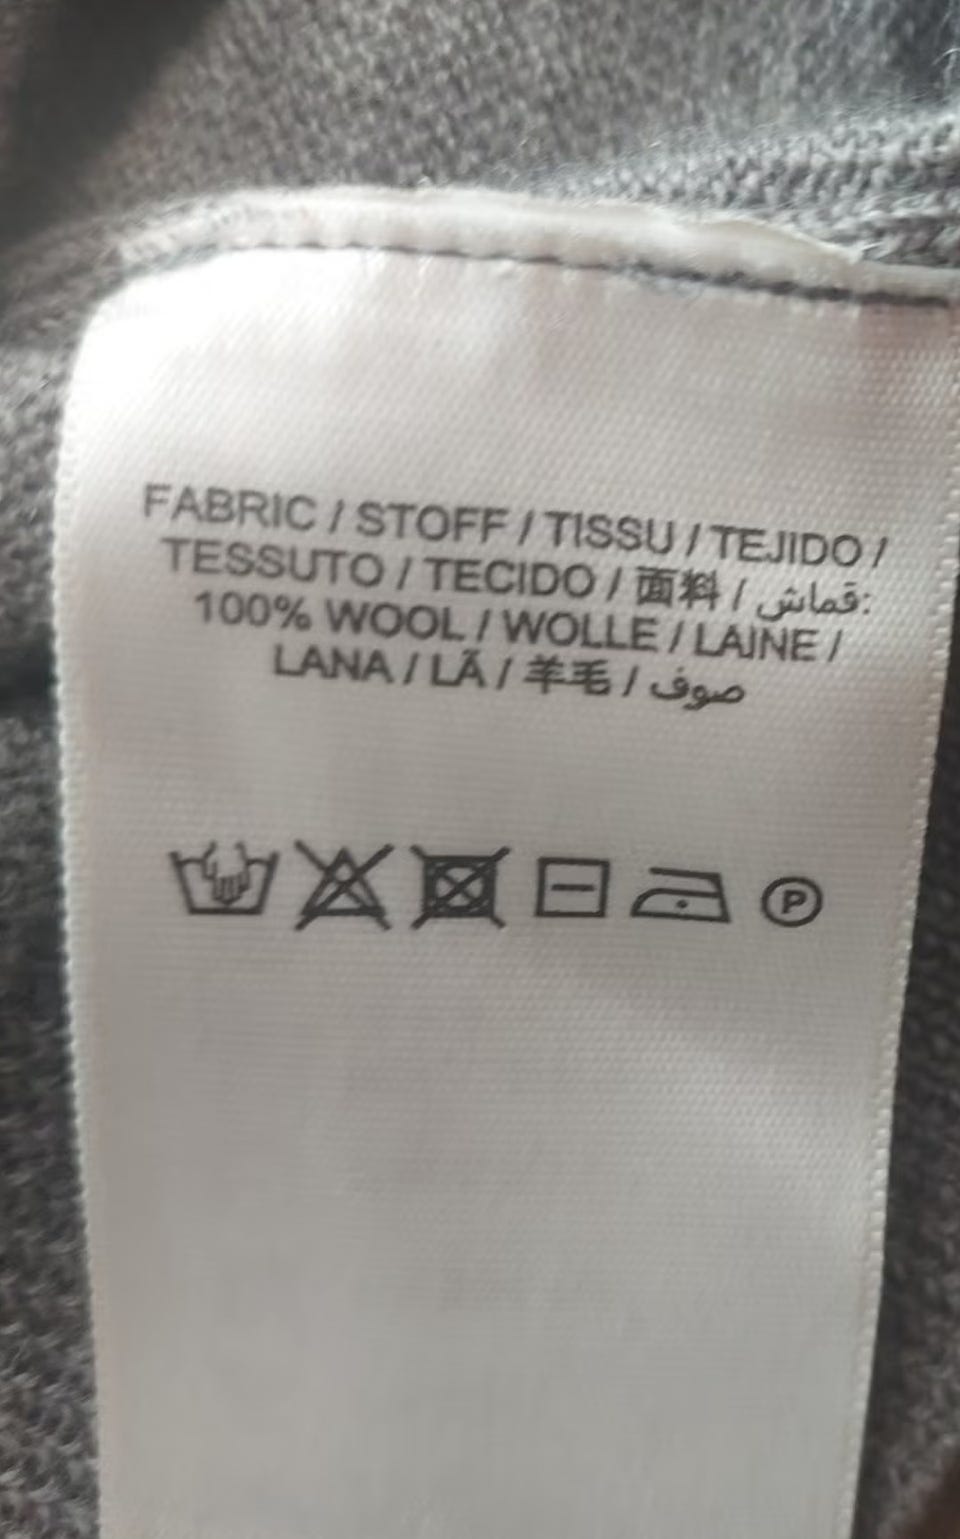 FABRIC / STOFF / TISSU / TEJIDO /
TESSUTO / TECIDO / 面料 / قماش:
100% WOOL / WOLLE / LAINE /
LANA / LÃ / 羊毛 / صوف
P